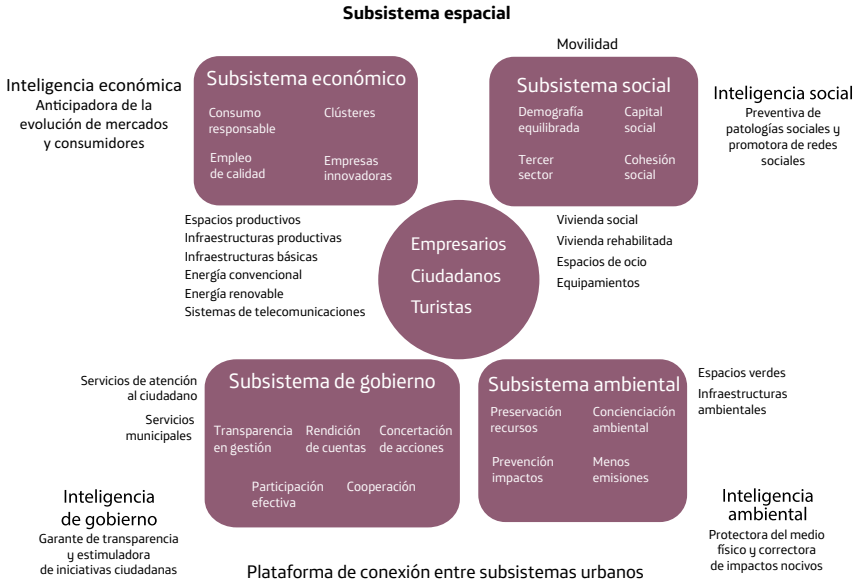 Subsistema espacial
Inteligencia económica
Anticipadora de la
evolución de mercados
y consumidores
Subsistema económico
Consumo
responsable
Clústeres
Empleo
de calidad
Empresas
innovadoras
Movilidad
Subsistema social
Demografía
equilibrada
Capital
social
Tercer
sector
Cohesión
social
Inteligencia social
Preventiva de
patologías sociales y
promotora de redes
sociales
Espacios productivos
Infraestructuras productivas
Infraestructuras básicas
Energía convencional
Energía renovable
Sistemas de telecomunicaciones
Empresarios
Ciudadanos
Turistas
Vivienda social
Vivienda rehabilitada
Espacios de ocio
Equipamientos
Servicios de atención
al ciudadano
Servicios
municipales
Subsistema de gobierno
Transparencia
en gestión
Rendición
de cuentas
Concertación
de acciones
Participación
efectiva
Cooperación
Subsistema ambiental
Preservación
recursos
Concienciación
ambiental
Prevención
impactos
Menos
emisiones
Espacios verdes
Infraestructuras
ambientales
Inteligencia
de gobierno
Garante de transparencia
y estimuladora
de iniciativas ciudadanas
Inteligencia
ambiental
Protectora del medio
físico y correctora
de impactos nocivos
Plataforma de conexión entre subsistemas urbanos